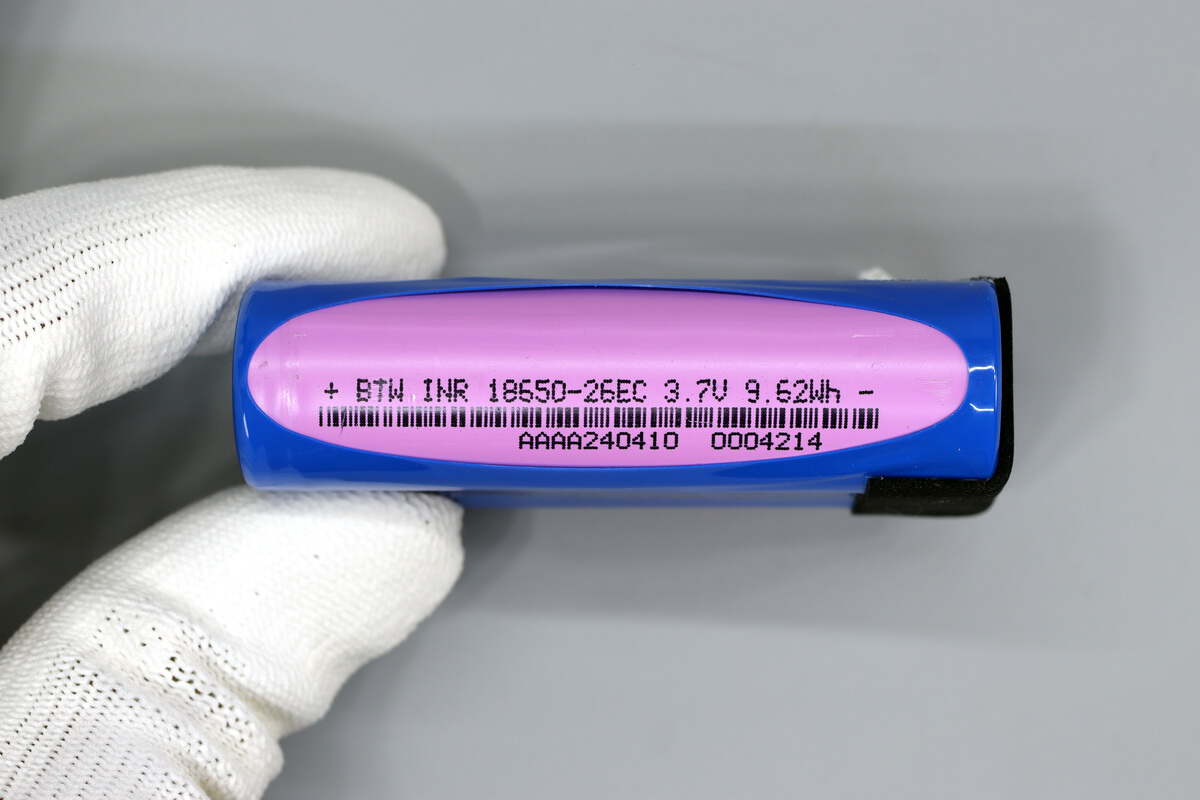 + BTW INR 18650-26EC 3.7V 9.62Wh -
AAAA240410 0004214